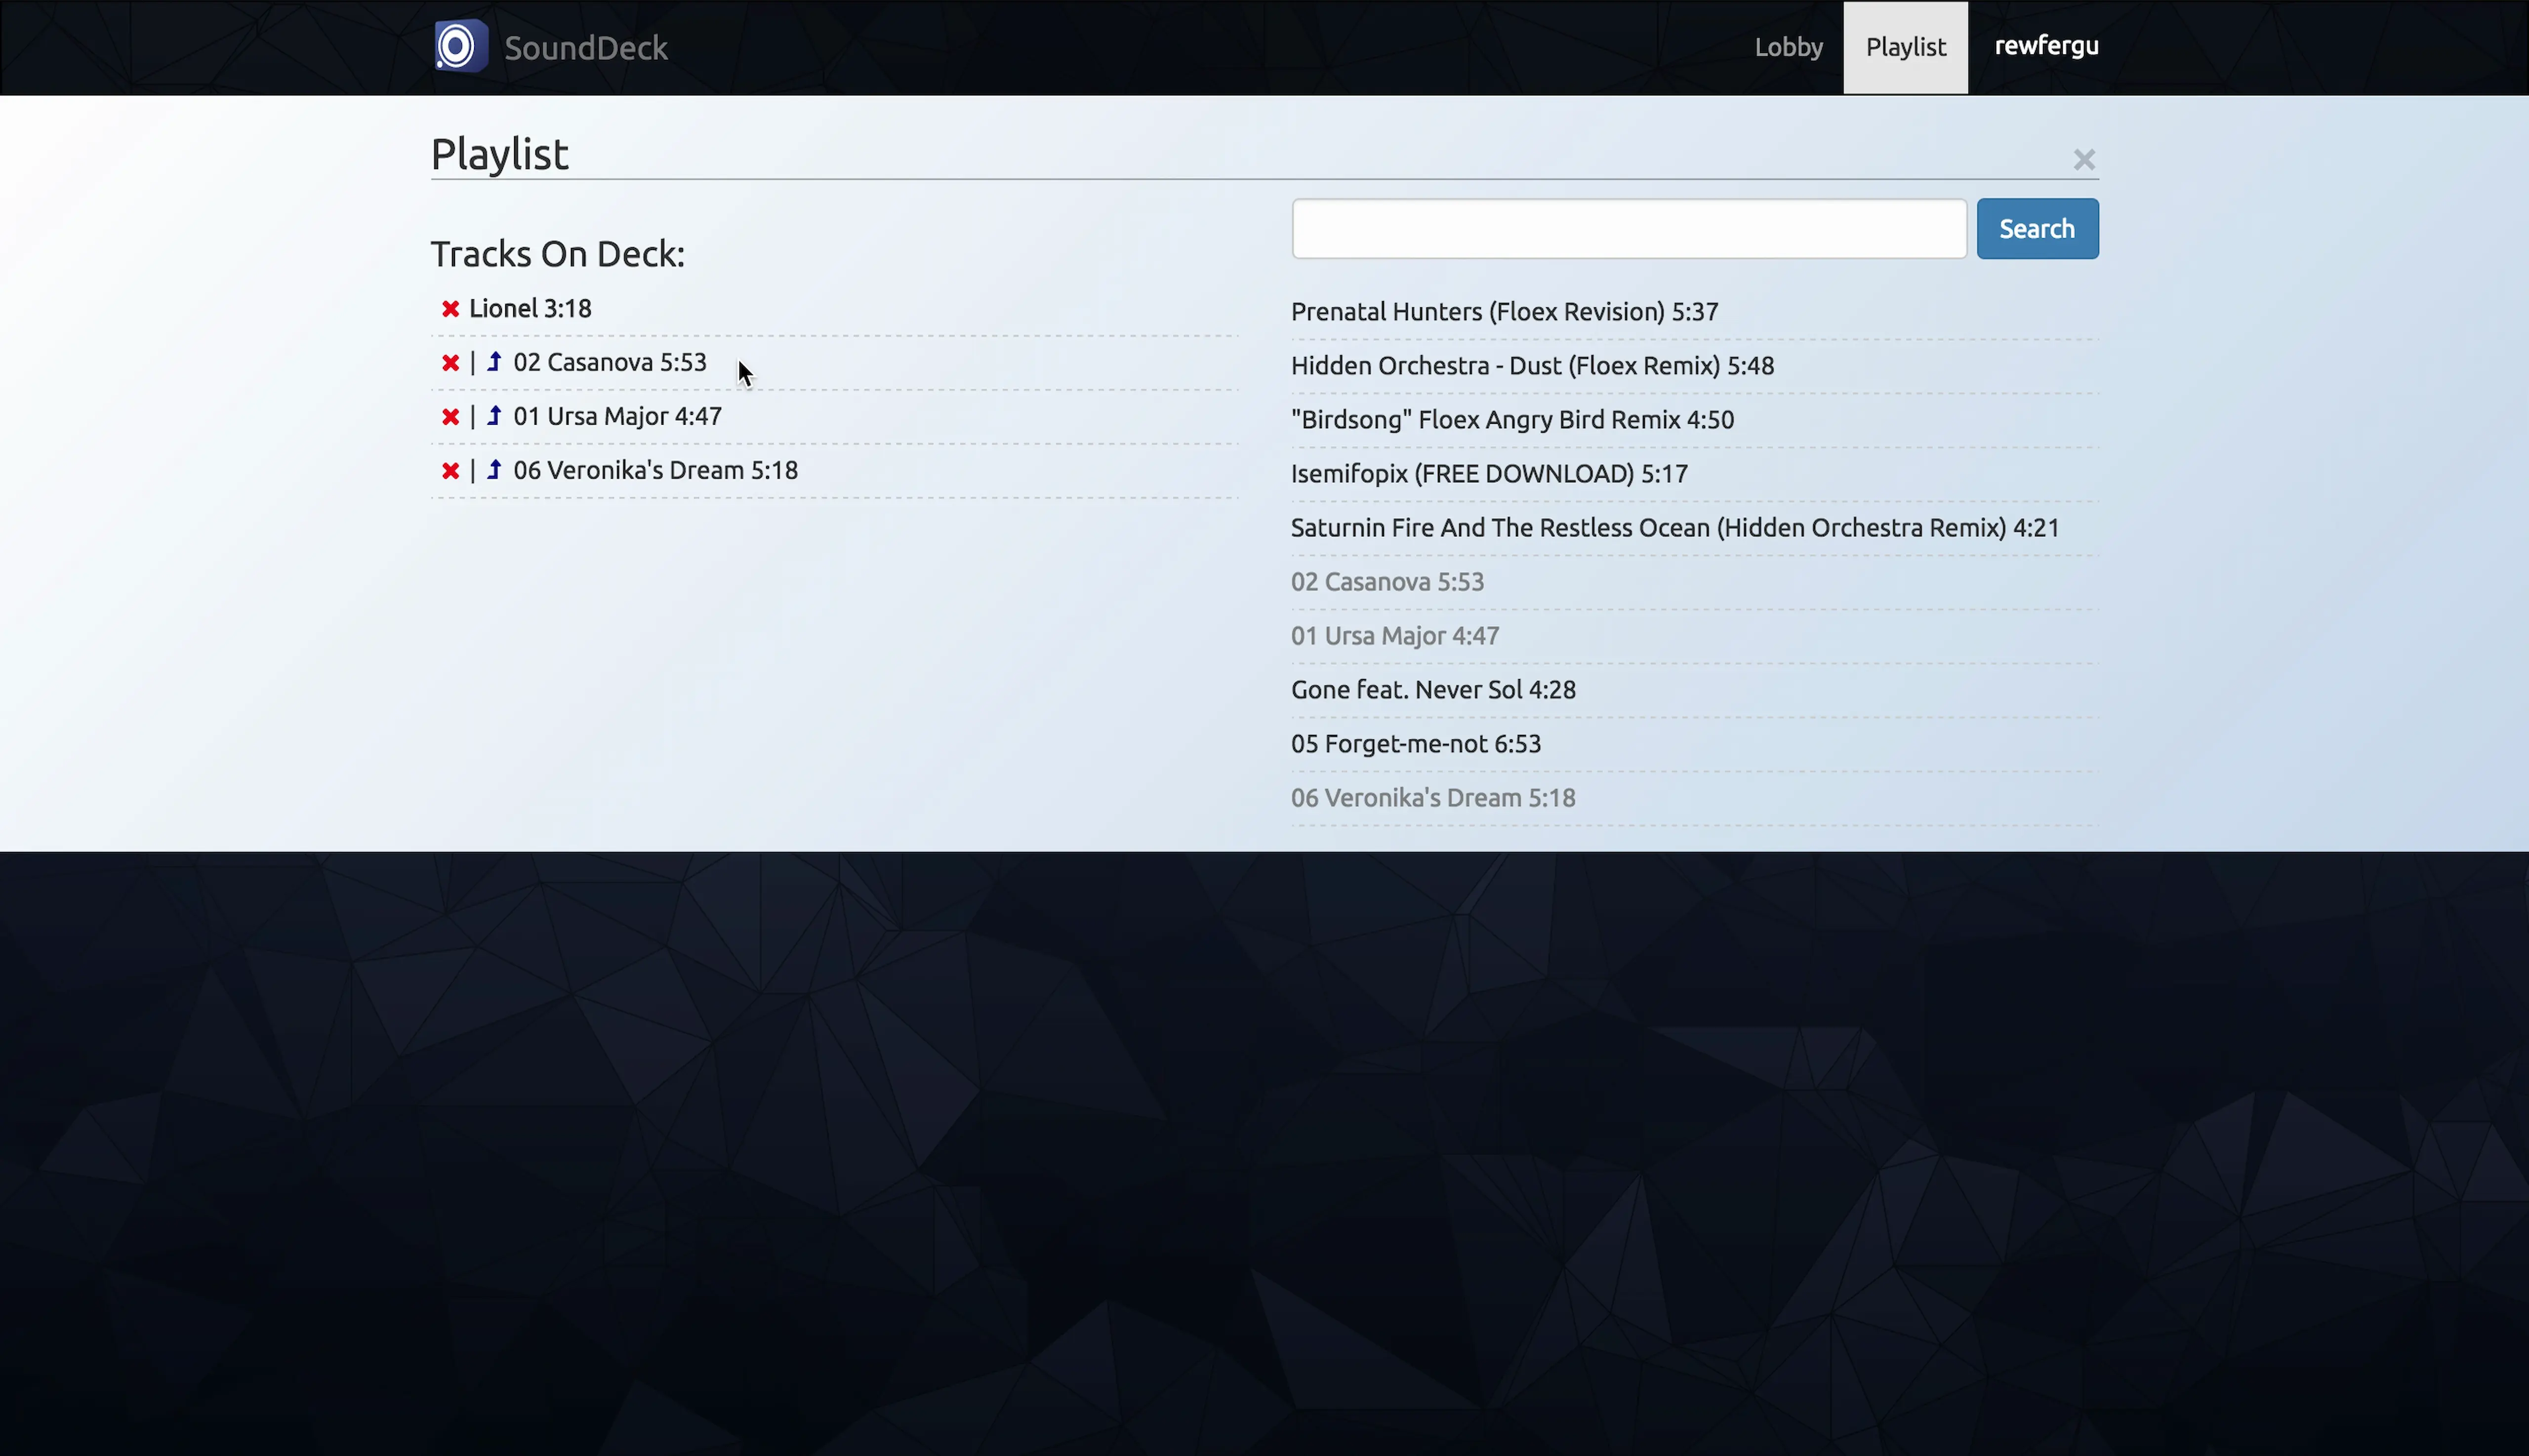 SoundDeck
Lobby
Playlist
rewfergu
Playlist
Search
Tracks On Deck:
Lionel 3:18
| 02 Casanova 5:53
| 01 Ursa Major 4:47
| 06 Veronika's Dream 5:18
Prenatal Hunters (Floex Revision) 5:37
Hidden Orchestra - Dust (Floex Remix) 5:48
"Birdsong" Floex Angry Bird Remix 4:50
Isemifopix (FREE DOWNLOAD) 5:17
Saturnin Fire And The Restless Ocean (Hidden Orchestra Remix) 4:21
02 Casanova 5:53
01 Ursa Major 4:47
Gone feat. Never Sol 4:28
05 Forget-me-not 6:53
06 Veronika's Dream 5:18